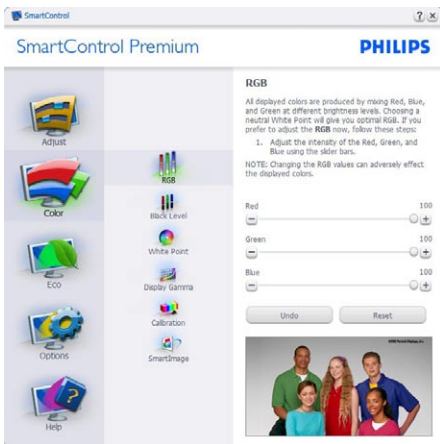 SmartControl
? x
SmartControl Premium
PHILIPS
Adjust
Color
Eco
Options
Help
RGB
Black Level
White Point
Display Gamma
Calibration
SmartImage
RGB
All displayed colors are produced by mixing Red, Blue,
and Green at different brightness levels. Choosing a
neutral White Point will give you optimal RGB. If you
prefer to adjust the RGB now, follow these steps:
1. Adjust the intensity of the Red, Green, and
Blue using the slider bars.
NOTE: Changing the RGB values can adversely effect
the displayed colors.
Red 100
Green 100
Blue 100
Undo Reset